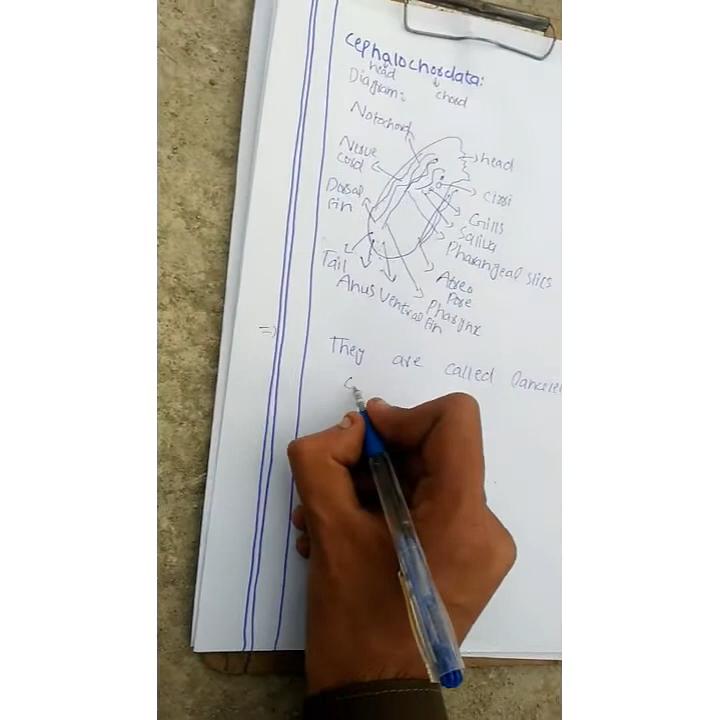 Cephalochordata:
head
chord
Diagram:
Notochord
Nerve
cord
Dorsal
fin
head
Cirri
Gills
Saliva
Pharangeal slits
Atreo
Pore
Pharynx
Ventral
fin
Anus
Tail
=>
They are called lancelet